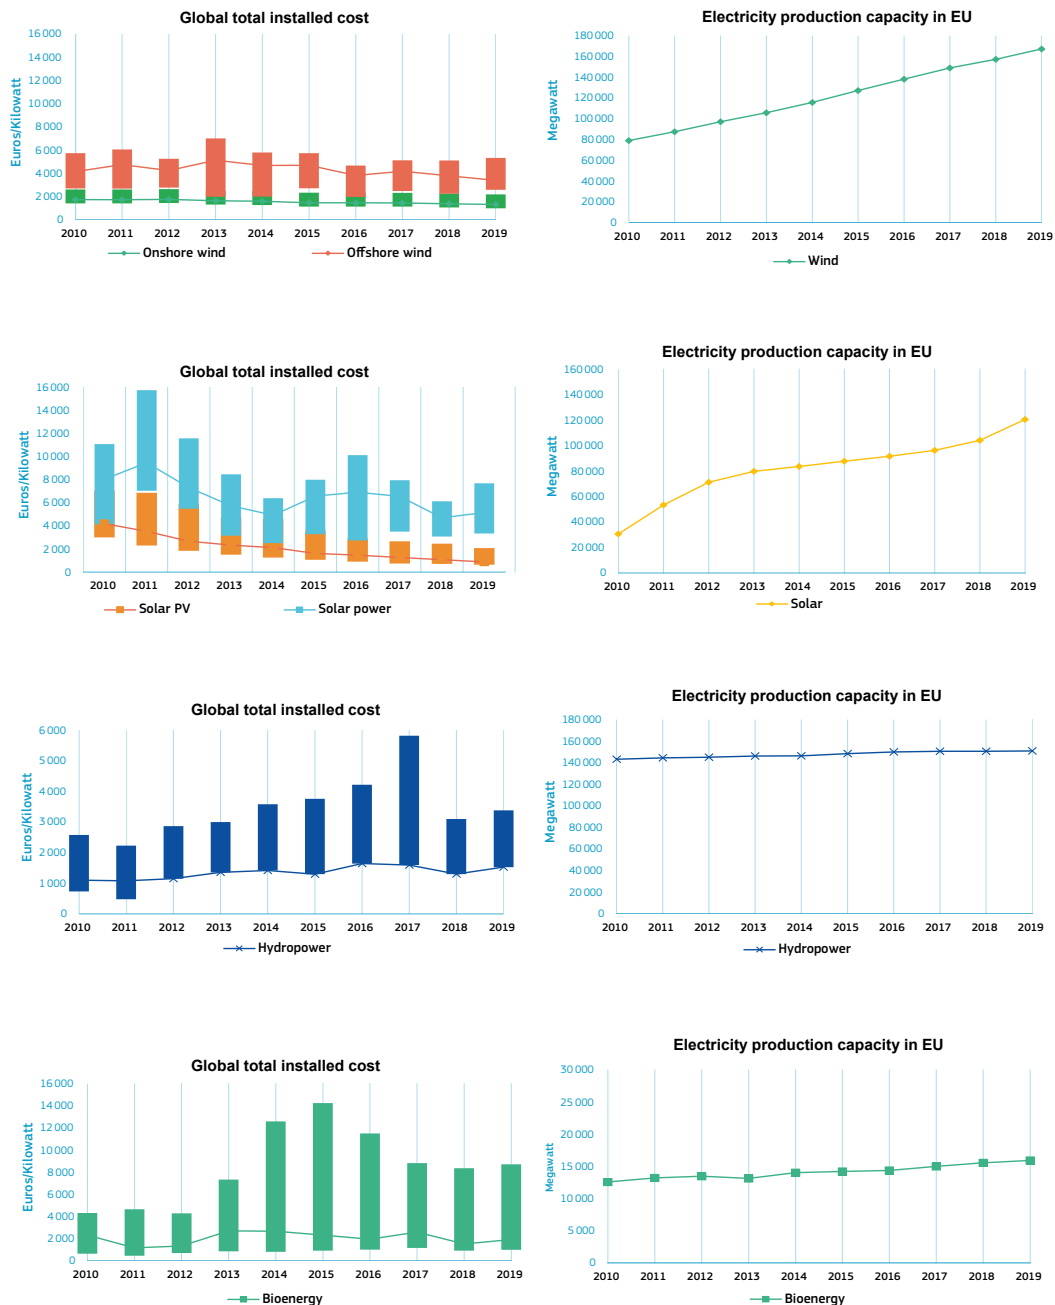 Global total installed cost
Euros/Kilowatt
16 000
14 000
12 000
10 000
8 000
6 000
4 000
2 000
0
2010 2011 2012 2013 2014 2015 2016 2017 2018 2019
Onshore wind Offshore wind
Electricity production capacity in EU
Megawatt
180 000
160 000
140 000
120 000
100 000
80 000
60 000
40 000
20 000
0
2010 2011 2012 2013 2014 2015 2016 2017 2018 2019
Wind
Global total installed cost
Euros/Kilowatt
16 000
14 000
12 000
10 000
8 000
6 000
4 000
2 000
0
2010 2011 2012 2013 2014 2015 2016 2017 2018 2019
Solar PV Solar power
Electricity production capacity in EU
Megawatt
160 000
140 000
120 000
100 000
80 000
60 000
40 000
20 000
0
2010 2011 2012 2013 2014 2015 2016 2017 2018 2019
Solar
Global total installed cost
Euros/Kilowatt
6 000
5 000
4 000
3 000
2 000
1 000
0
2010 2011 2012 2013 2014 2015 2016 2017 2018 2019
Hydropower
Electricity production capacity in EU
Megawatt
180 000
160 000
140 000
120 000
100 000
80 000
60 000
40 000
20 000
0
2010 2011 2012 2013 2014 2015 2016 2017 2018 2019
Hydropower
Global total installed cost
Euros/Kilowatt
16 000
14 000
12 000
10 000
8 000
6 000
4 000
2 000
0
2010 2011 2012 2013 2014 2015 2016 2017 2018 2019
Bioenergy
Electricity production capacity in EU
Megawatt
30 000
25 000
20 000
15 000
10 000
5 000
0
2010 2011 2012 2013 2014 2015 2016 2017 2018 2019
Bioenergy